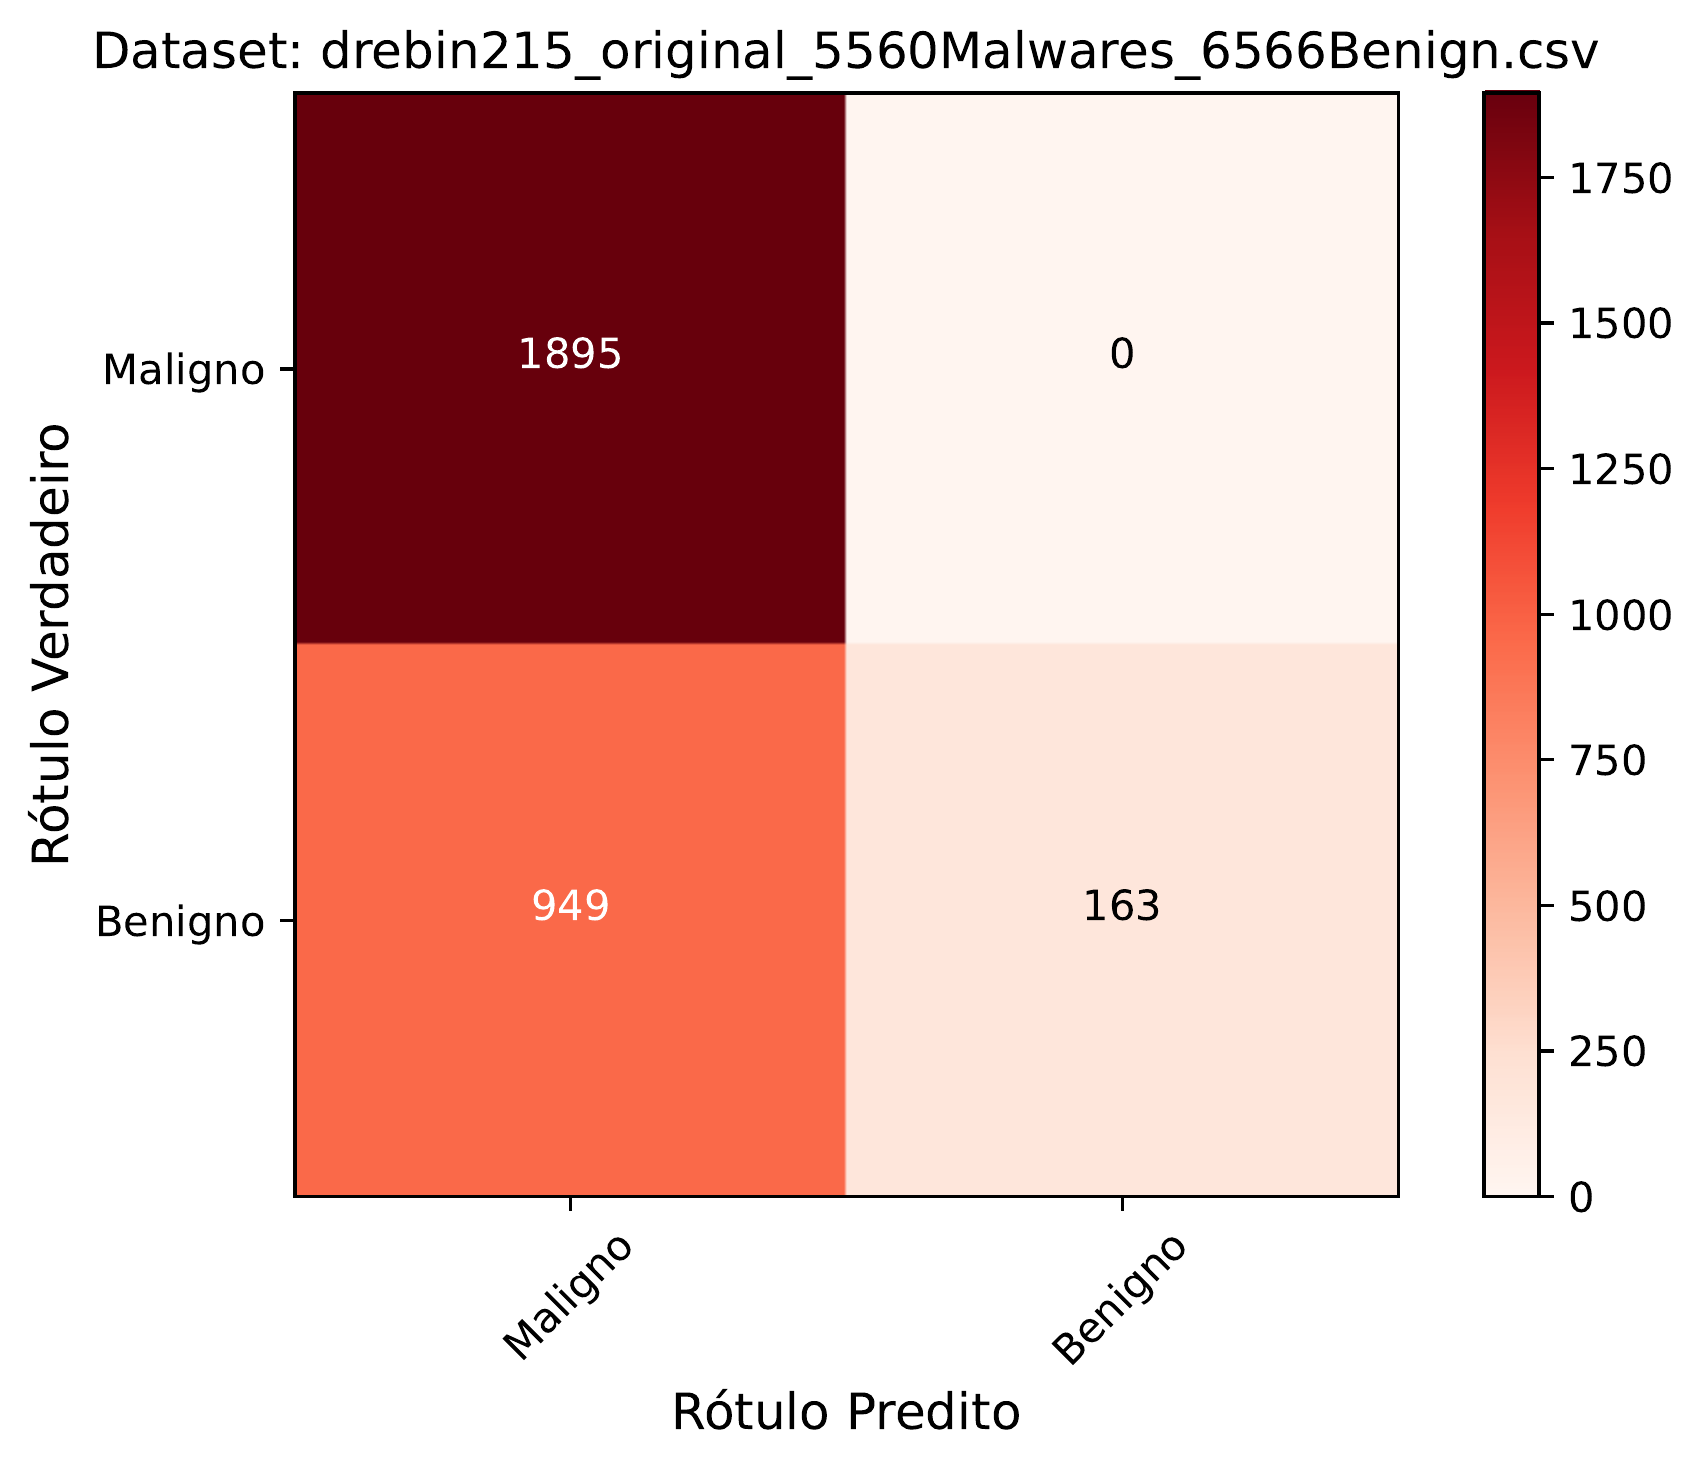 Dataset: drebin215_original_5560Malwares_6566Benign.csv
Rótulo Verdadeiro
Maligno
1895
0
Benigno
949
163
Maligno
Benigno
Rótulo Predito
1750
1500
1250
1000
750
500
250
0